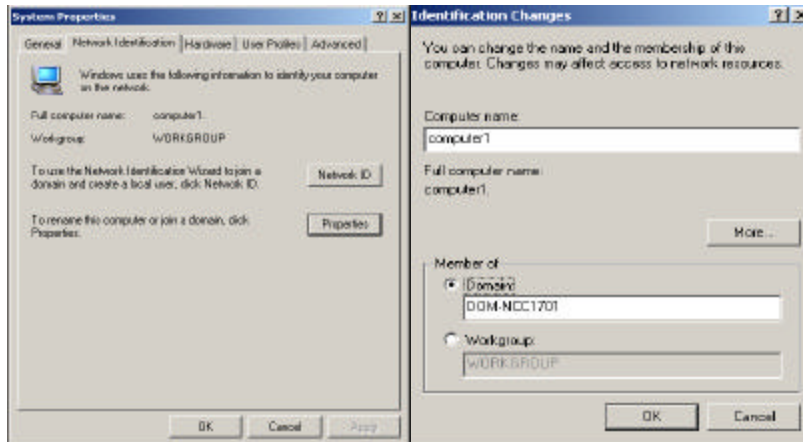 System Properties
General Network Identification Hardware User Profiles Advanced
Windows uses the following information to identify your computer
on the network.
Full computer name: computer1.
Workgroup: WORKGROUP
To use the Network Identification Wizard to join a
domain and create a local user, click Network ID.
Network ID
To rename this computer or join a domain, click
Properties.
Properties
OK Cancel Apply
Identification Changes
You can change the name and the membership of this
computer. Changes may affect access to network resources.
Computer name:
computer1
Full computer name:
computer1.
More...
Member of
Domain:
DOM-NCC1701
Workgroup:
WORKGROUP
OK Cancel